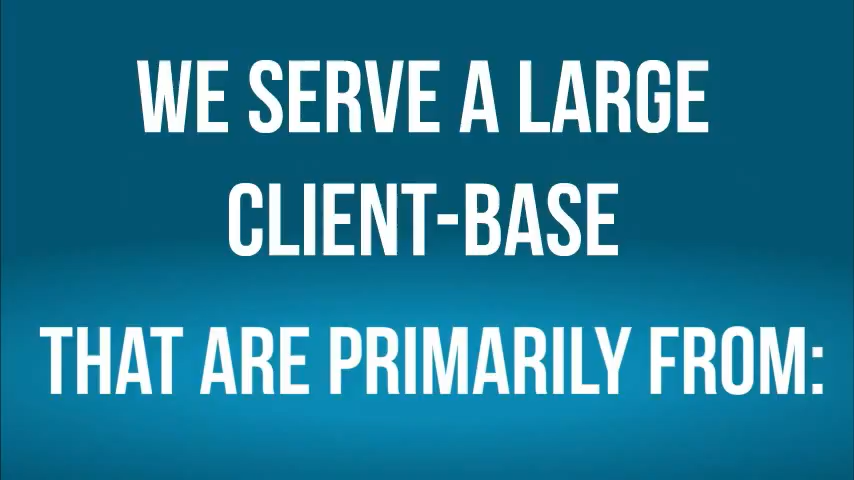 WE SERVE A LARGE
CLIENT-BASE
THAT ARE PRIMARILY FROM: